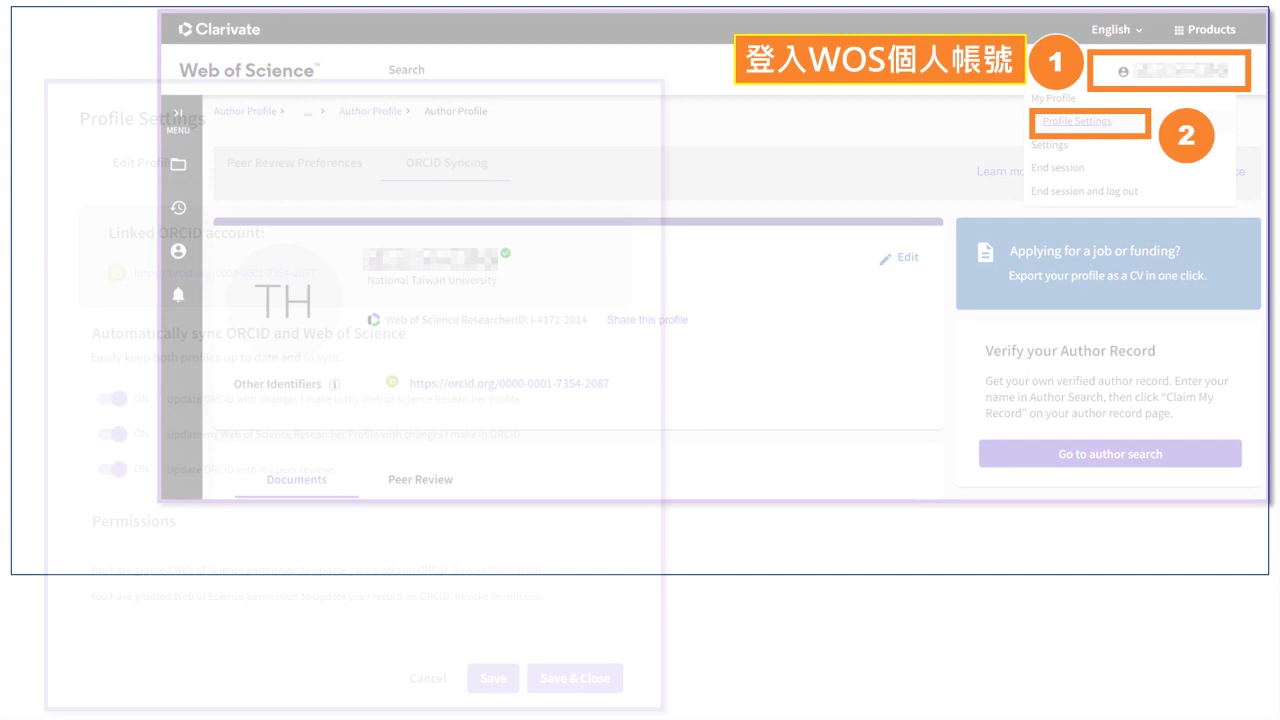 Clarivate
English
Products
登入WOS個人帳號
1
Web of Science™
Search
My Profile
Profile Settings
2
Settings
End session
End session and log out
Author Profile > ... > Author Profile > Author Profile
MENU
Profile Settings
Edit Profile
Peer Review Preferences
ORCID Syncing
Learn mo
ce
Linked ORCID account:
https://orcid.org/0000-0001-7354-2087
TH
National Taiwan University
Edit
Web of Science ResearcherID: I-4172-2014
Share this profile
Other Identifiers
https://orcid.org/0000-0001-7354-2087
Applying for a job or funding?
Export your profile as a CV in one click.
Verify your Author Record
Get your own verified author record. Enter your
name in Author Search, then click “Claim My
Record” on your author record page.
Go to author search
Automatically sync ORCID and Web of Science
Easily keep both profiles up to date and in sync.
ON Update ORCID with changes I make in my Web of Science Researcher Profile
ON Update my Web of Science Researcher Profile with changes I make in ORCID
ON Update ORCID with my peer reviews
Documents
Peer Review
Permissions
You have granted Web of Science permission to update your works on ORCID. Revoke Permission
You have granted Web of Science permission to update your record on ORCID. Revoke Permission
Cancel
Save
Save & Close